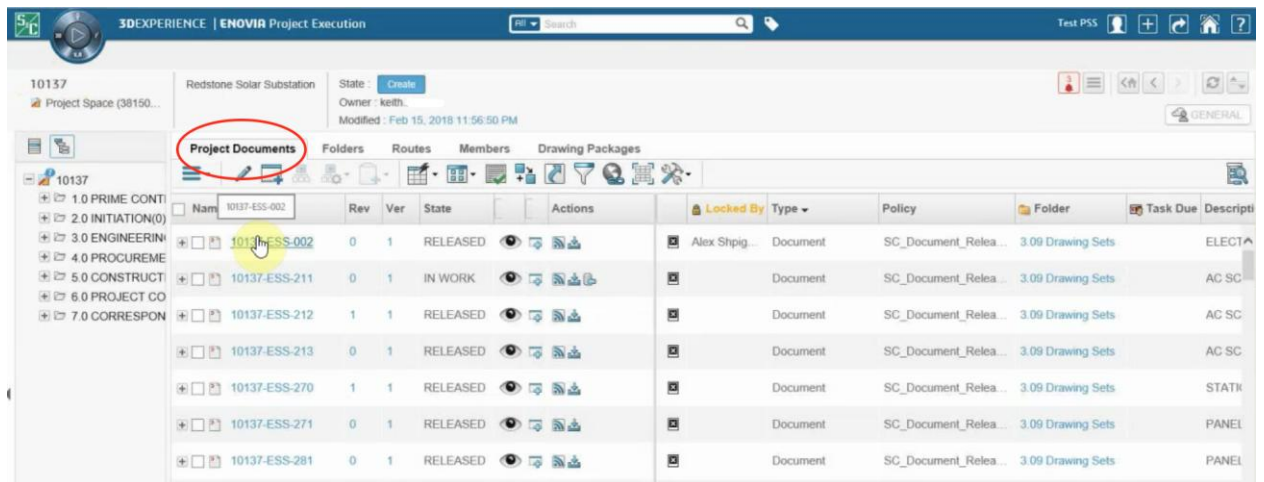 3DEXPERIENCE | ENOVIA Project Execution
All Search
Test PSS
10137
Project Space (38150...
Redstone Solar Substation
State : Create
Owner : keith..
Modified : Feb 15, 2018 11:56:50 PM
3
GENERAL
Project Documents Folders Routes Members Drawing Packages
10137
1.0 PRIME CONTI
2.0 INITIATION(0)
3.0 ENGINEERIN
4.0 PROCUREME
5.0 CONSTRUCT
6.0 PROJECT CO
7.0 CORRESPON
Nam 10137-ESS-002 Rev Ver State Actions Locked By Type Policy Folder Task Due Descripti
10137-ESS-002 0 1 RELEASED Alex Shpig... Document SC_Document_Relea... 3.09 Drawing Sets ELECTA
10137-ESS-211 0 1 IN WORK Document SC_Document_Relea... 3.09 Drawing Sets AC SC
10137-ESS-212 1 1 RELEASED Document SC_Document_Relea... 3.09 Drawing Sets AC SC
10137-ESS-213 0 1 RELEASED Document SC_Document_Relea... 3.09 Drawing Sets AC SC
10137-ESS-270 1 1 RELEASED Document SC_Document_Relea... 3.09 Drawing Sets STATI
10137-ESS-271 0 1 RELEASED Document SC_Document_Relea... 3.09 Drawing Sets PANEL
10137-ESS-281 0 1 RELEASED Document SC_Document_Relea... 3.09 Drawing Sets PANEL